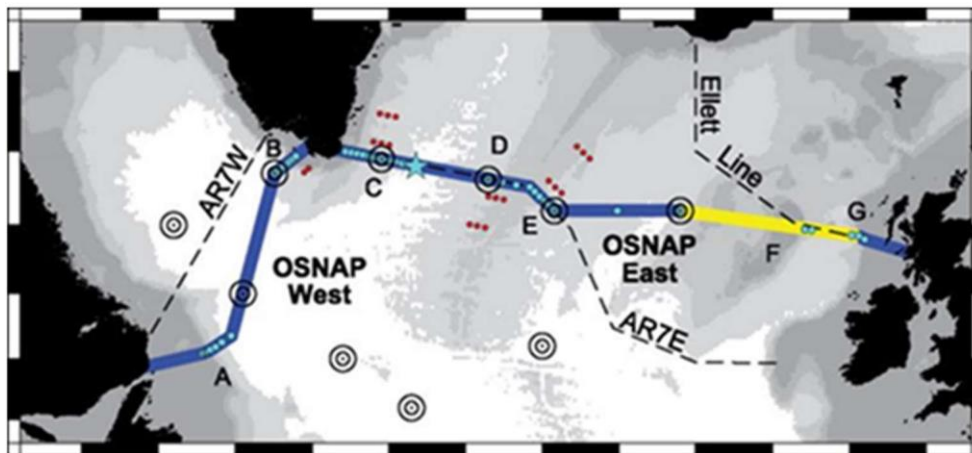 Ellett
Line
AR7W
B
C
D
E
F
G
OSNAP
West
OSNAP
East
AR7E
A